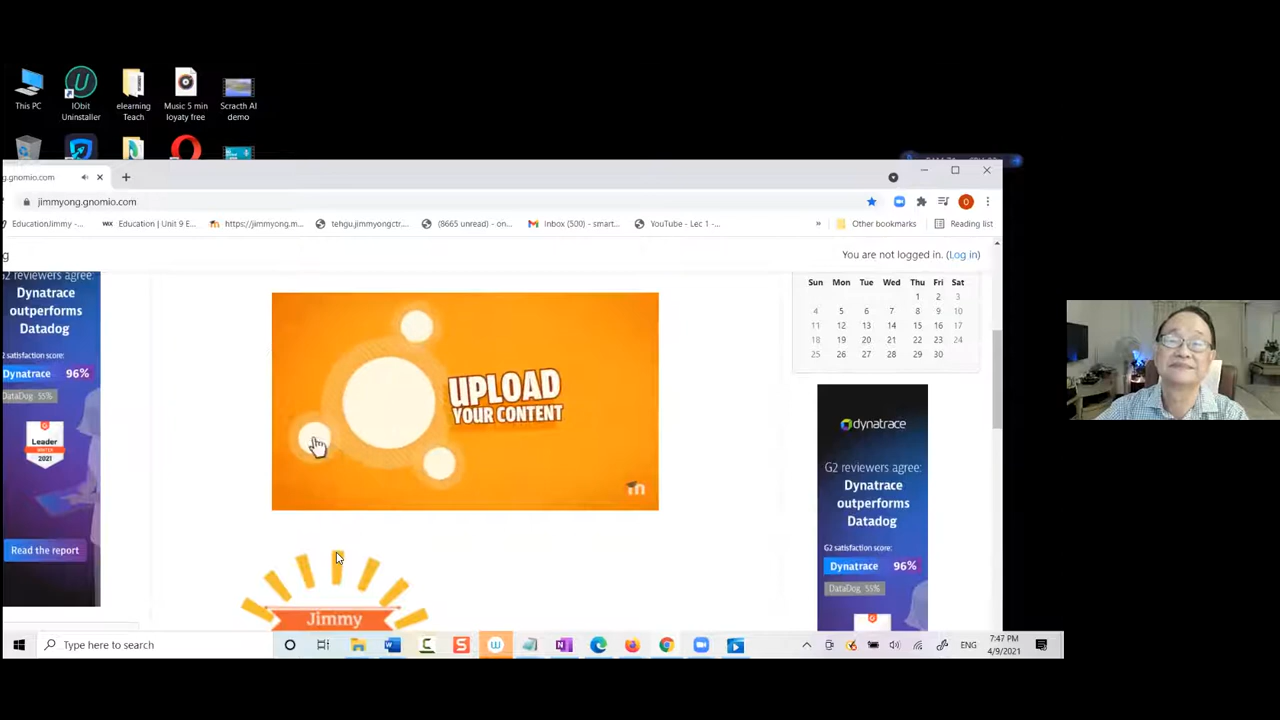 This PC
IObit
Uninstaller
elearning
Teach
Music 5 min
loyaty free
Scracth AI
demo
g.gnomio.com
jimmyong.gnomio.com
EducationJimmy -...
WIX Education | Unit 9 E...
https://jimmyong.m...
tehgu.jimmyongctr...
(8665 unread) - on...
Inbox (500) - smart...
YouTube - Lec 1 -...
»
Other bookmarks
Reading list
g
You are not logged in. (Log in)
G2 reviewers
agree:
Dynatrace
outperforms
Datadog
satisfaction score:
Dynatrace 96%
DataDog 55%
Leader
2021
Read the report
UPLOAD
YOUR CONTENT
m
Jimmy
Sun Mon Tue Wed Thu Fri Sat
1 2 3
4 5 6 7 8 9 10
11 12 13 14 15 16 17
18 19 20 21 22 23 24
25 26 27 28 29 30
dynatrace
G2 reviewers agree:
Dynatrace
outperforms
Datadog
G2 satisfaction score:
Dynatrace 96%
DataDog 55%
Type here to search
ENG
7:47 PM
4/9/2021